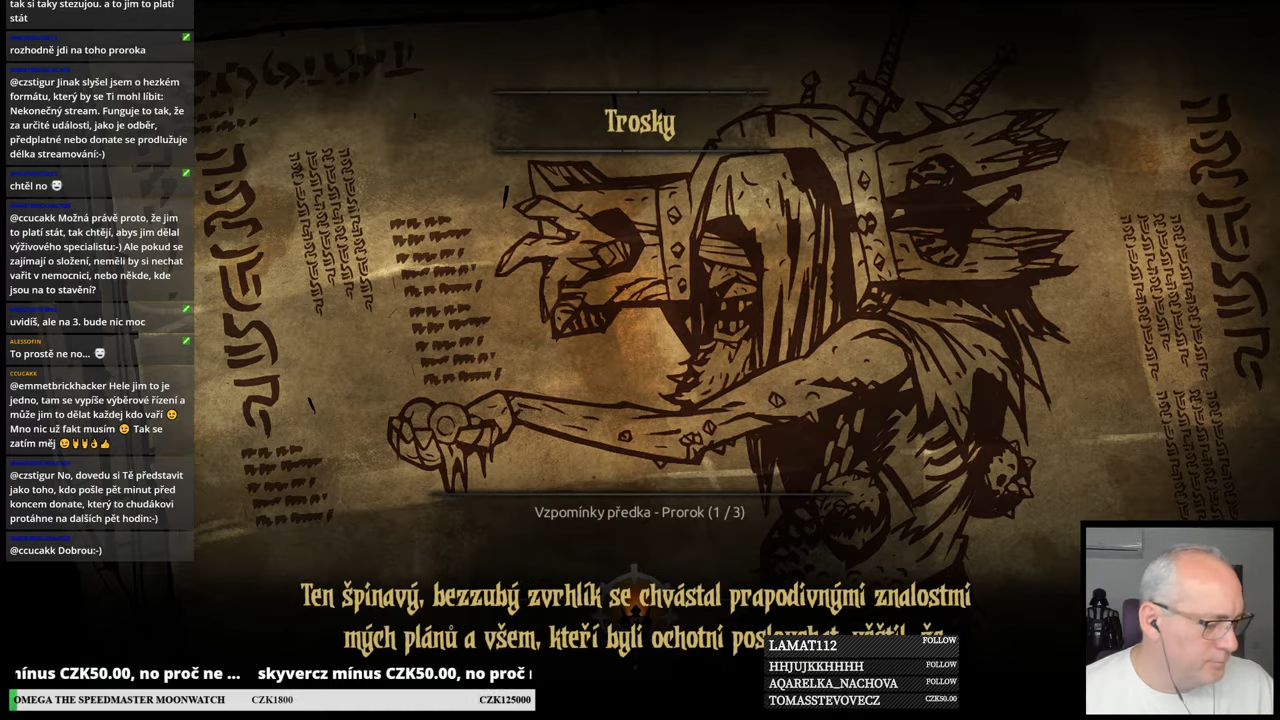 tak si taky stezujou. a to jim to platí
stát
rozhodně jdi na toho proroka
@czstigur Jinak slyšel jsem o hezkém
formátu, který by se Ti mohl líbit:
Nekonečný stream. Funguje to tak, že
za určité události, jako je odběr,
předplatné nebo donate se prodlužuje
délka streamování:-)
chtěl no
@ccucakk Možná právě proto, že jim
to platí stát, tak chtějí, abys jim dělal
výživového specialistu:-) Ale pokud se
zajímají o složení, neměli by si nechat
vařit v nemocnici, nebo někde, kde
jsou na to stavění?
uvidíš, ale na 3. bude nic moc
ALESSOFIN
To prostě ne no...
CCUCAKK
@emmetbrickhacker Hele jim to je
jedno, tam se vypíše výběrové řízení a
může jim to dělat každej kdo vaří
Mno nic už fakt musím Tak se
zatím měj
@czstigur No, dovedu si Tě představit
jako toho, kdo pošle pět minut před
koncem donate, který to chudákovi
protáhne na dalších pět hodin:-)
@ccucakk Dobrou:-)
Trosky
Vzpomínky předka - Prorok (1 / 3)
Ten špinavý, bezzubý zvrhlík se chvástal prapodivnými znalostmi
mých plánů a všem, kteří byli ochotní
mínus CZK50.00, no proč ne ... skyvercz mínus CZK50.00, no proč
OMEGA THE SPEEDMASTER MOONWATCH CZK1800 CZK125000
LAMAT112 FOLLOW
HHJUJKKHHHHH FOLLOW
AQARELKA_NACHOVA FOLLOW
TOMASSTEVOVECZ CZK50.00